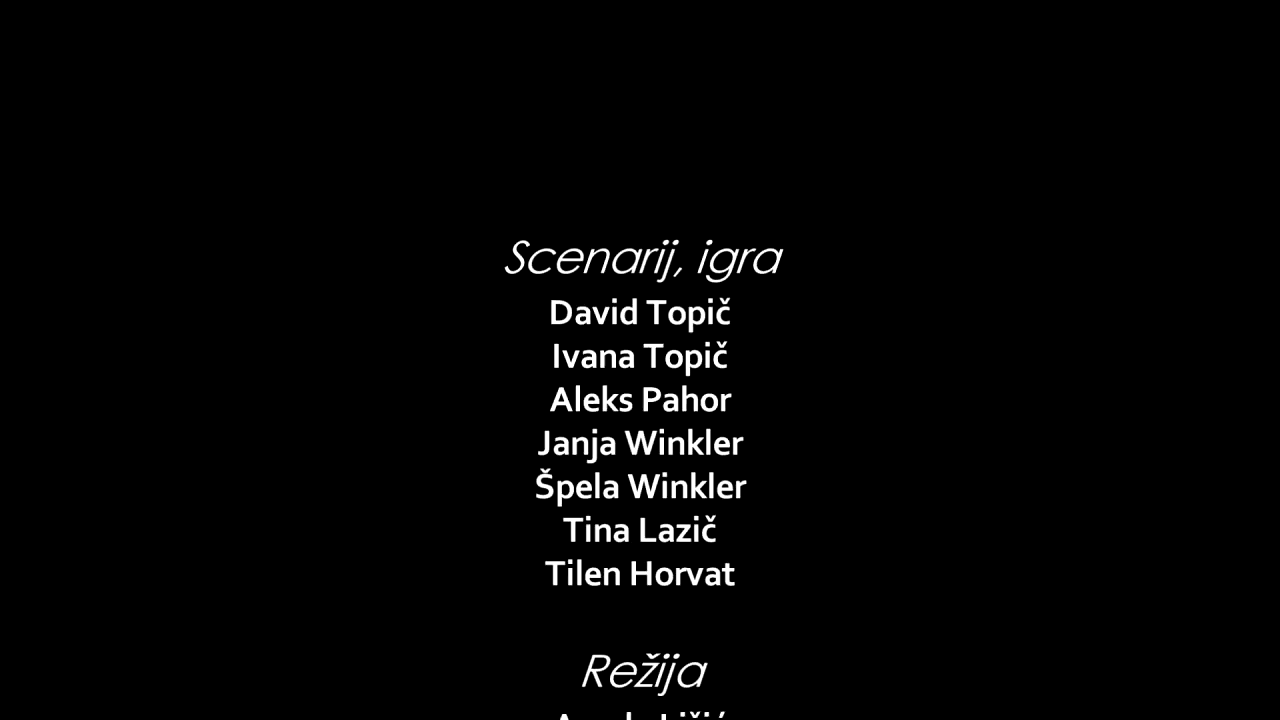 Scenarij, igra
David Topič
Ivana Topič
Aleks Pahor
Janja Winkler
Špela Winkler
Tina Lazič
Tilen Horvat
Režija